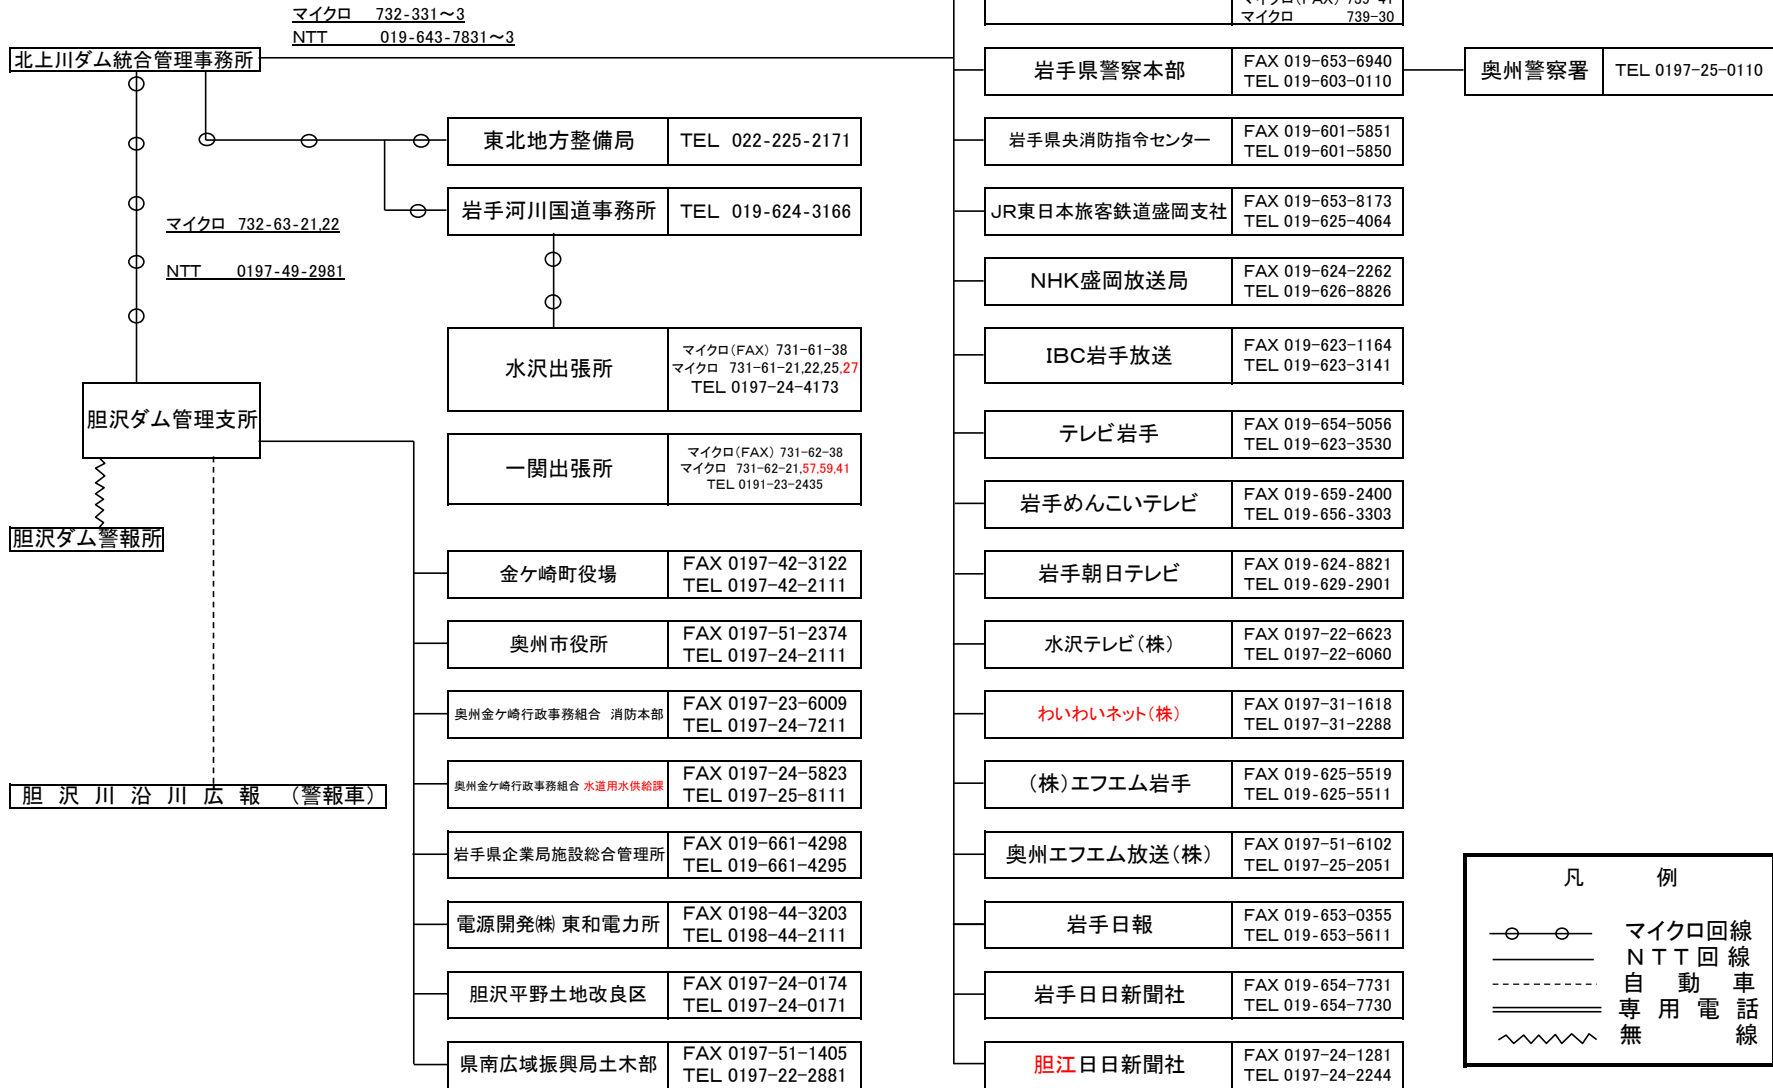 マイクロ 732-331～3
NTT 019-643-7831～3
北上川ダム統合管理事務所
マイクロ 732-63-21,22
NTT 0197-49-2981
胆沢ダム管理支所
胆沢ダム警報所
胆沢川沿川広報 （警報車）
東北地方整備局 TEL 022-225-2171
岩手河川国道事務所 TEL 019-624-3166
水沢出張所
マイクロ（FAX） 731-61-38
マイクロ 731-61-21,22,25,27
TEL 0197-24-4173
一関出張所
マイクロ（FAX） 731-62-38
マイクロ 731-62-21,57,59,41
TEL 0191-23-2435
金ケ崎町役場
FAX 0197-42-3122
TEL 0197-42-2111
奥州市役所
FAX 0197-51-2374
TEL 0197-24-2111
奥州金ケ崎行政事務組合 消防本部
FAX 0197-23-6009
TEL 0197-24-7211
奥州金ケ崎行政事務組合 水道用水供給課
FAX 0197-24-5823
TEL 0197-25-8111
岩手県企業局施設総合管理所
FAX 019-661-4298
TEL 019-661-4295
電源開発㈱ 東和電力所
FAX 0198-44-3203
TEL 0198-44-2111
胆沢平野土地改良区
FAX 0197-24-0174
TEL 0197-24-0171
県南広域振興局土木部
FAX 0197-51-1405
TEL 0197-22-2881
マイクロ（FAX） 739-41
マイクロ 739-30
岩手県警察本部
FAX 019-653-6940
TEL 019-603-0110
奥州警察署 TEL 0197-25-0110
岩手県央消防指令センター
FAX 019-601-5851
TEL 019-601-5850
JR東日本旅客鉄道盛岡支社
FAX 019-653-8173
TEL 019-625-4064
NHK盛岡放送局
FAX 019-624-2262
TEL 019-626-8826
IBC岩手放送
FAX 019-623-1164
TEL 019-623-3141
テレビ岩手
FAX 019-654-5056
TEL 019-623-3530
岩手めんこいテレビ
FAX 019-659-2400
TEL 019-656-3303
岩手朝日テレビ
FAX 019-624-8821
TEL 019-629-2901
水沢テレビ（株）
FAX 0197-22-6623
TEL 0197-22-6060
わいわいネット（株）
FAX 0197-31-1618
TEL 0197-31-2288
（株）エフエム岩手
FAX 019-625-5519
TEL 019-625-5511
奥州エフエム放送（株）
FAX 0197-51-6102
TEL 0197-25-2051
岩手日報
FAX 019-653-0355
TEL 019-653-5611
岩手日日新聞社
FAX 019-654-7731
TEL 019-654-7730
胆江日日新聞社
FAX 0197-24-1281
TEL 0197-24-2244
凡 例
マイクロ回線
NTT回線
自動車
専用電話
無線